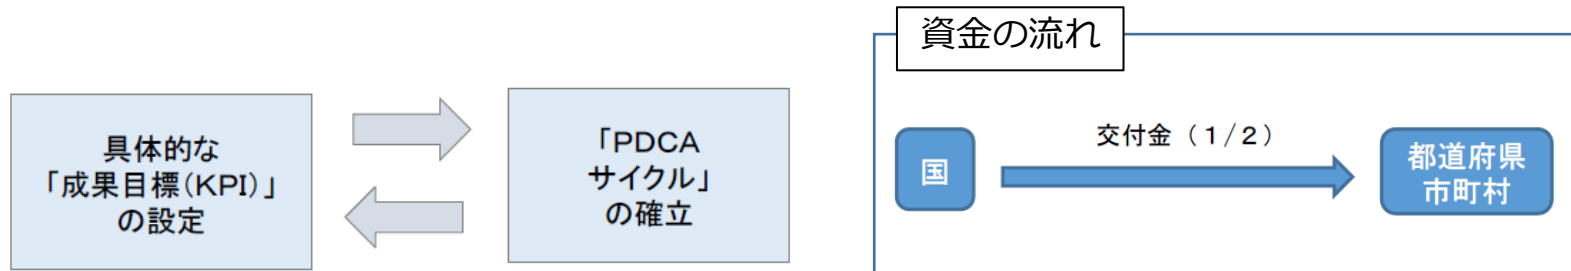 具体的な
「成果目標(KPI)」
の設定
「PDCA
サイクル」
の確立
資金の流れ
国
交付金(1/2)
都道府県
市町村